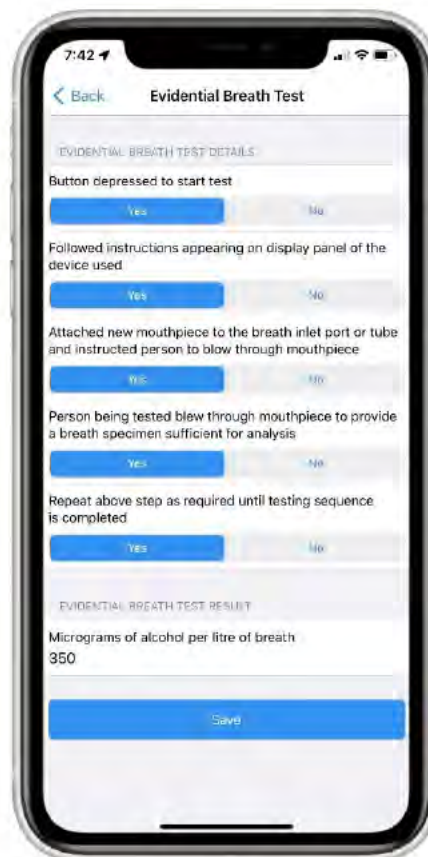 7:42
Back
Evidential Breath Test
EVIDENTIAL BREATH TEST DETAILS
Button depressed to start test
Yes No
Followed instructions appearing on display panel of the
device used
Yes No
Attached new mouthpiece to the breath inlet port or tube
and instructed person to blow through mouthpiece
Yes No
Person being tested blew through mouthpiece to provide
a breath specimen sufficient for analysis
Yes No
Repeat above step as required until testing sequence
is completed
Yes No
EVIDENTIAL BREATH TEST RESULT
Micrograms of alcohol per litre of breath
350
Save